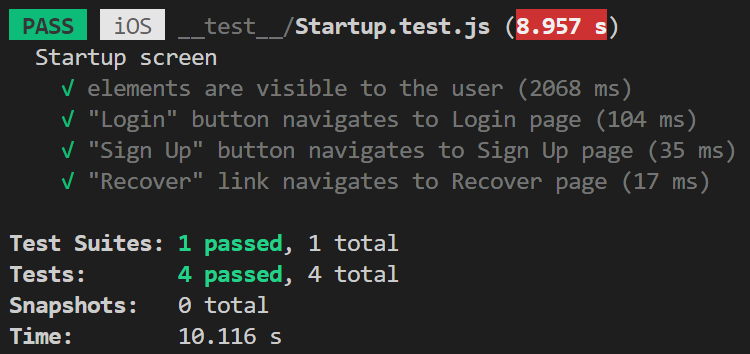 PASS iOS __test__/Startup.test.js (8.957 s)
Startup screen
√ elements are visible to the user (2068 ms)
√ "Login" button navigates to Login page (104 ms)
√ "Sign Up" button navigates to Sign Up page (35 ms)
√ "Recover" link navigates to Recover page (17 ms)
Test Suites: 1 passed, 1 total
Tests: 4 passed, 4 total
Snapshots: 0 total
Time: 10.116 s